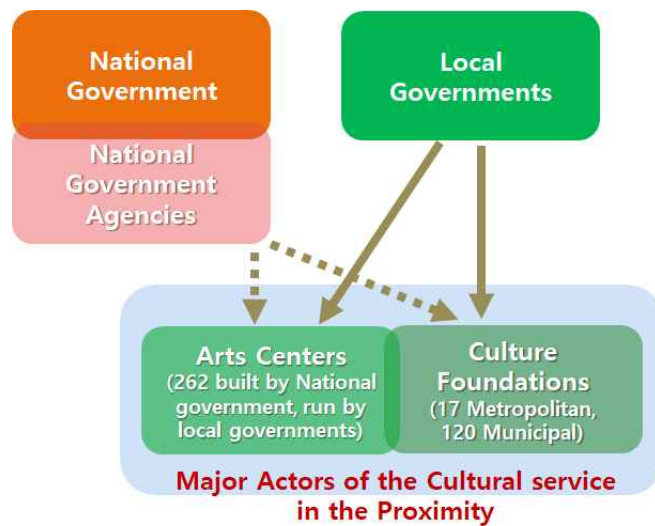 National
Government
Local
Governments
National
Government
Agencies
Arts Centers
(262 built by National
government, run by
local governments)
Culture
Foundations
(17 Metropolitan,
120 Municipal)
Major Actors of the Cultural service
in the Proximity